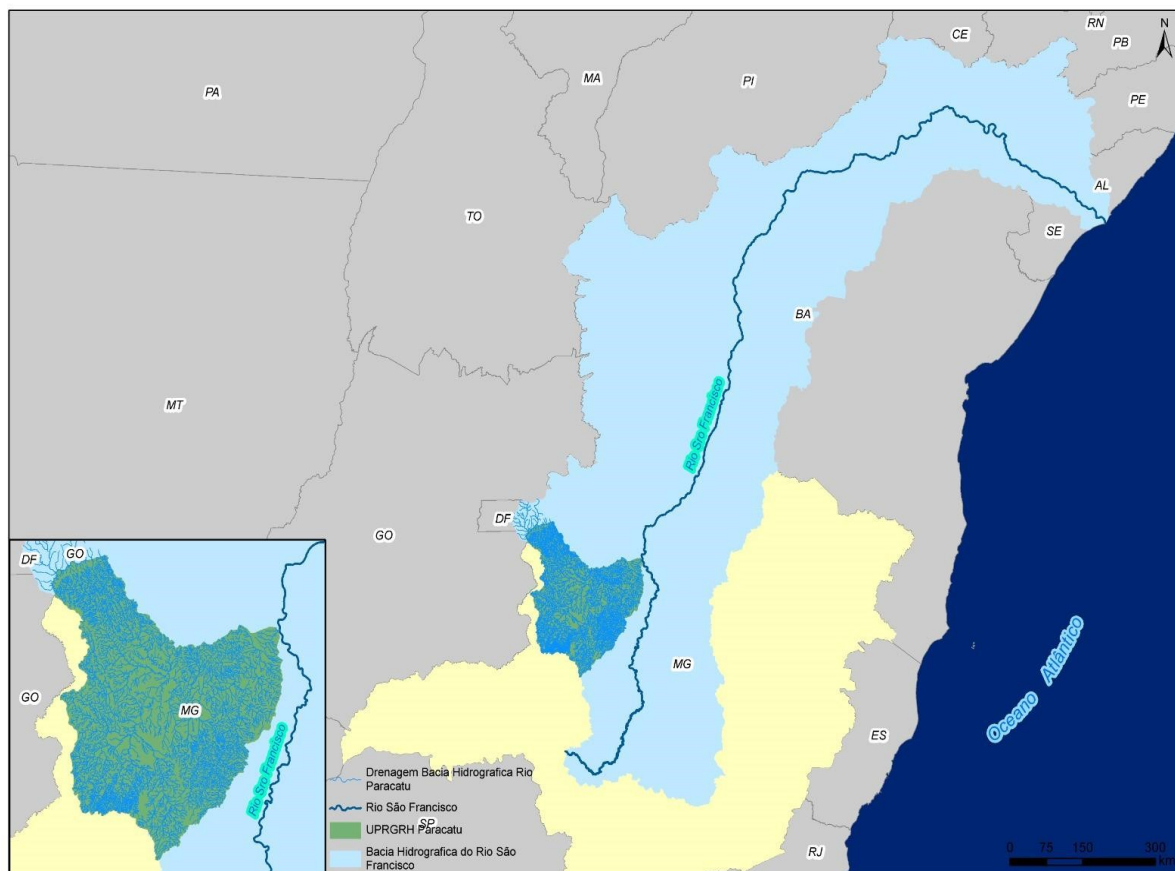 RN
CE
PB
N
MA
PI
PA
PE
AL
TO
SE
BA
MT
Rio Sro Francisco
DF
GO
DF
GO
MG
Oceano Atlântico
GO
MG
ES
Rio Sro Francisco
Drenagem Bacia Hidrografica Rio
Paracatu
Rio São Francisco
SP
UPRGRH Paracatu
Bacia Hidrografica do Rio São
Francisco
RJ
0 75 150 300
km